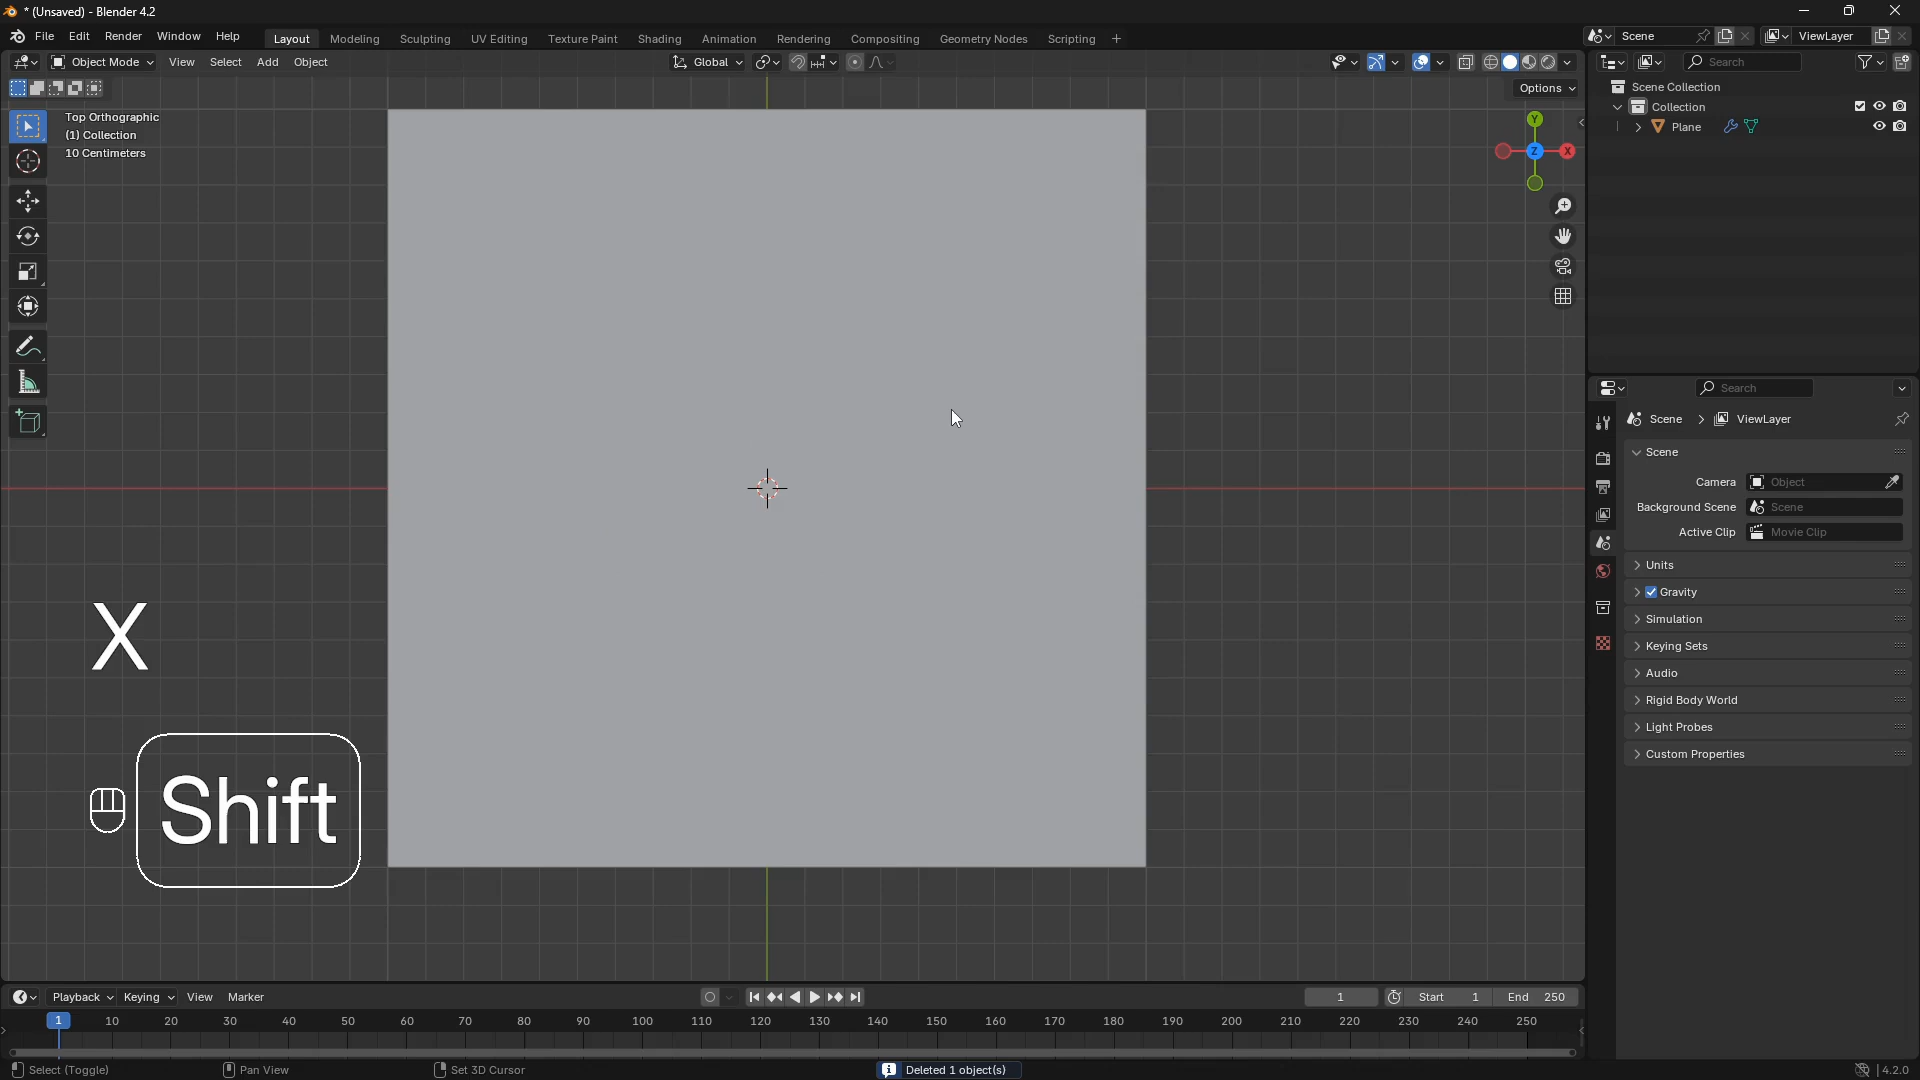 * (Unsaved) - Blender 4.2
File Edit Render Window Help
Layout Modeling Sculpting UV Editing Texture Paint Shading Animation Rendering Compositing Geometry Nodes Scripting +
Scene ViewLayer
Object Mode View Select Add Object
Global
Search
Options
Top Orthographic
(1) Collection
10 Centimeters
Scene Collection
Collection
Plane
Y
Z
X
Search
Scene ViewLayer
Scene
Camera Object
Background Scene Scene
Active Clip Movie Clip
Units
Gravity
Simulation
Keying Sets
Audio
Rigid Body World
Light Probes
Custom Properties
X
Shift
Playback Keying View Marker
1 Start 1 End 250
1 10 20 30 40 50 60 70 80 90 100 110 120 130 140 150 160 170 180 190 200 210 220 230 240 250
Select (Toggle) Pan View Set 3D Cursor Deleted 1 object(s) 4.2.0